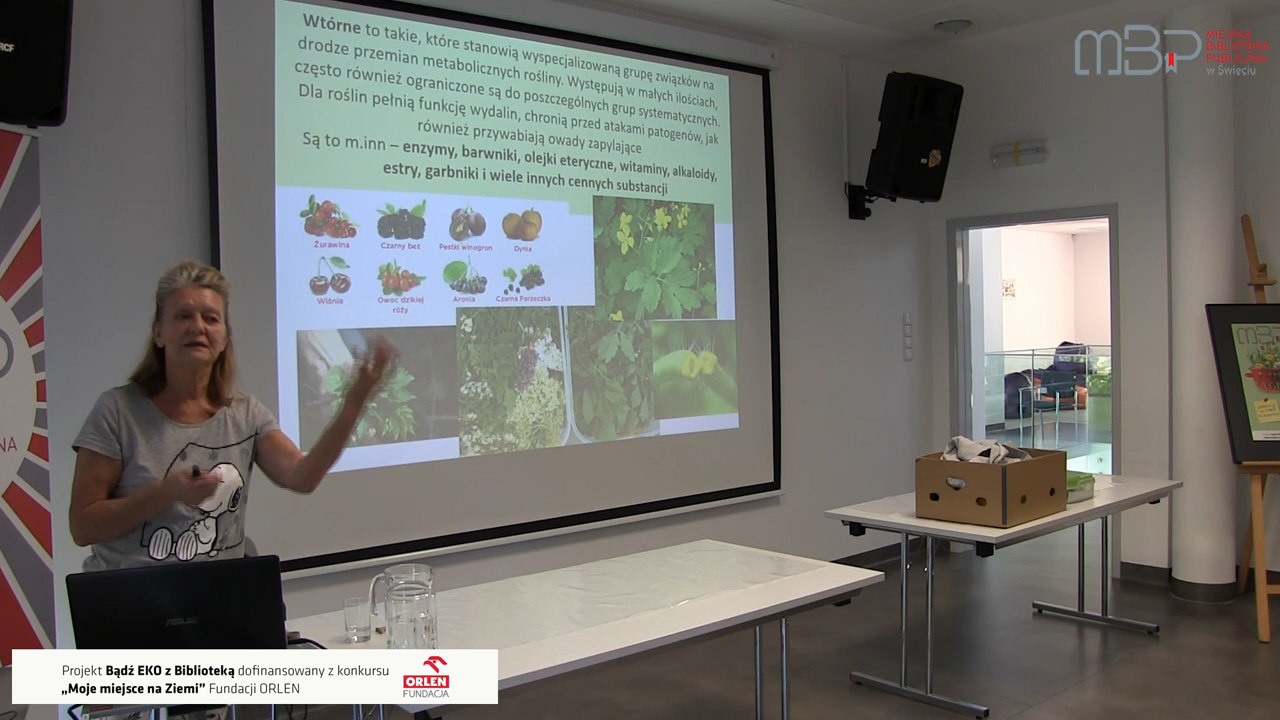 Wtórne to takie, które stanowią wyspecjalizowaną grupę związków na
drodze przemian metabolicznych rośliny. Występują w małych ilościach,
często również ograniczone są do poszczególnych grup systematycznych.
Dla roślin pełnią funkcję wydalin, chronią przed atakami patogenów, jak
również przywabiają owady zapylające
Są to m.inn – enzymy, barwniki, olejki eteryczne, witaminy, alkaloidy,
estry, garbniki i wiele innych cennych substancji
Żurawina
Czarny bez
Pestki winogron
Dynia
Wiśnia
Owoc dzikiej
róży
Aronia
Czarna Porzeczka
MBP
MIEJSKA
BIBLIOTEKA
PUBLICZNA
w Świeciu
RCF
NA
MBP
ASUS
Projekt Bądź EKO z Biblioteką dofinansowany z konkursu
„Moje miejsce na Ziemi” Fundacji ORLEN
ORLEN
FUNDACJA